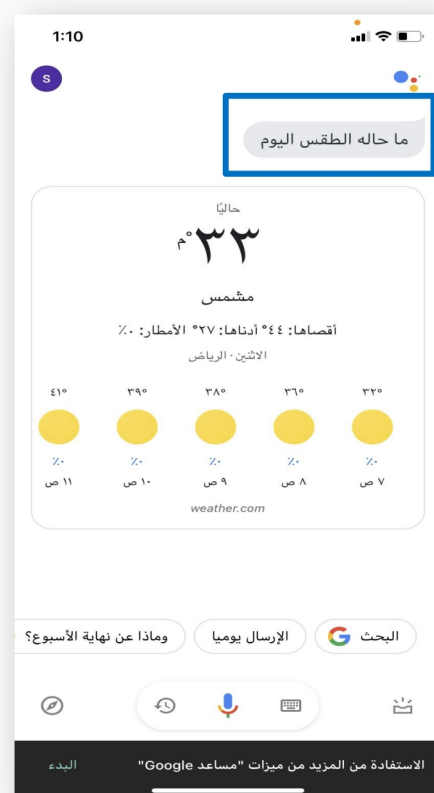 1:10
S
ما حاله الطقس اليوم
حاليًا
٣٣°م
مشمس
أقصاها: ٤٤° أدناها: ٢٧° الأمطار: ٠٪
الاثنين · الرياض
٣٢° ٣٦° ٣٨° ٣٩° ٤١°
٠٪ ٠٪ ٠٪ ٠٪ ٠٪
٧ ص ٨ ص ٩ ص ١٠ ص ١١ ص
weather.com
البحث الإرسال يوميا وماذا عن نهاية الأسبوع؟
الاستفادة من المزيد من ميزات "مساعد Google" البدء